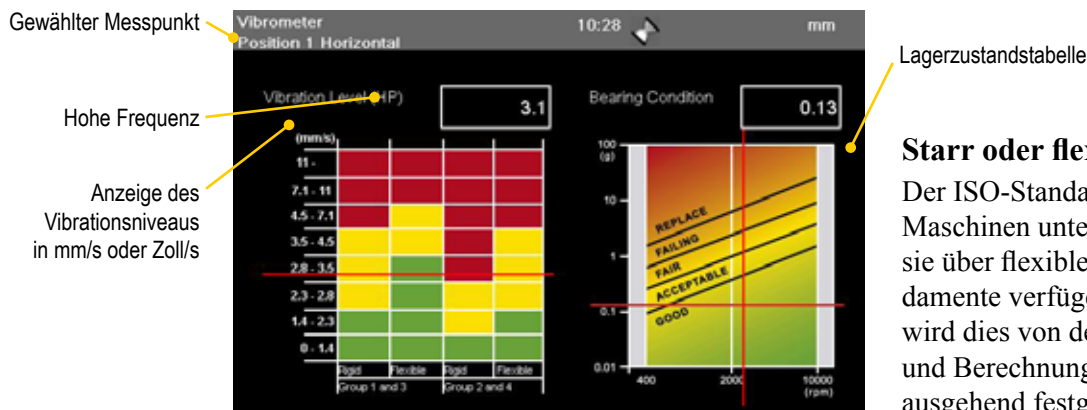 Gewählter Messpunkt
Hohe Frequenz
Anzeige des
Vibrationsniveaus
in mm/s oder Zoll/s
Vibrometer
Position 1 Horizontal
10:28
mm
Vibration Level (HP)
3.1
(mm/s)
11 -
7.1 - 11
4.5 - 7.1
3.5 - 4.5
2.8 - 3.5
2.3 - 2.8
1.4 - 2.3
0 - 1.4
Rigid Flexible Rigid Flexible
Group 1 and 3 Group 2 and 4
Bearing Condition
0.13
100
(g)
10
1
0.1
0.01
REPLACE
FAILING
FAIR
ACCEPTABLE
GOOD
400 2000 10000
(rpm)
Lagerzustandstabelle
Starr oder fle
Der ISO-Standa
Maschinen unte
sie über flexible
damente verfüg
wird dies von de
und Berechnung
ausgehend festg